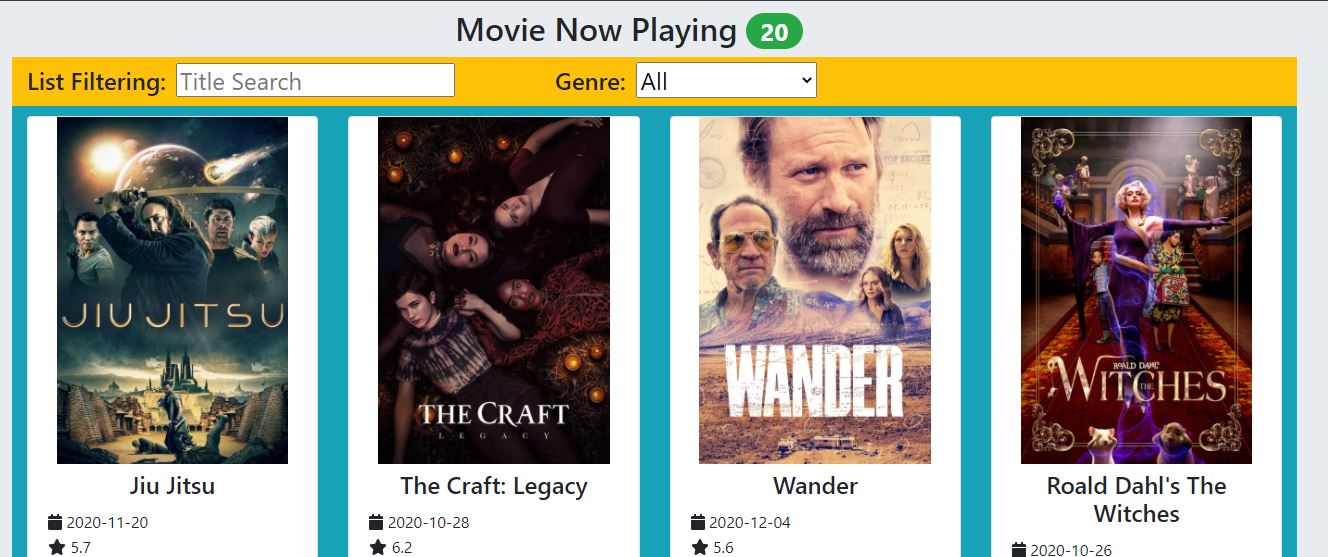 Movie Now Playing 20
List Filtering: Title Search Genre: All
TOP SECRET
JIU JITSU
THE CRAFT
LEGACY
WANDER
ROALD DAHL'S
THE WITCHES
Jiu Jitsu
The Craft: Legacy
Wander
Roald Dahl's The
Witches
2020-11-20
2020-10-28
2020-12-04
2020-10-26
5.7
6.2
5.6